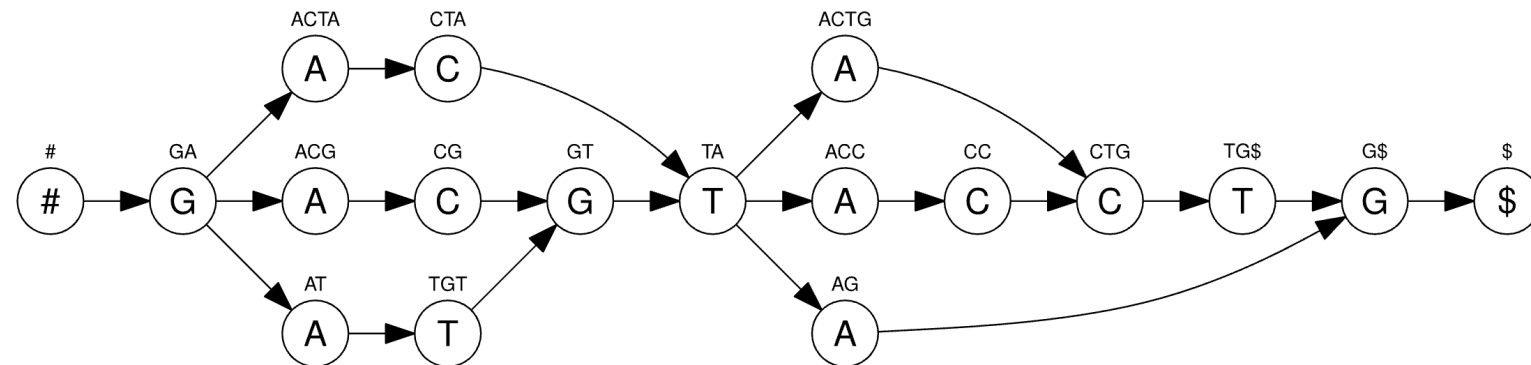 ACTA CTA ACTG
A C A
# GA ACG CG GT TA ACC CC CTG TG$ G$ $
# G A C G T A C C T G $
AT TGT AG
A T A